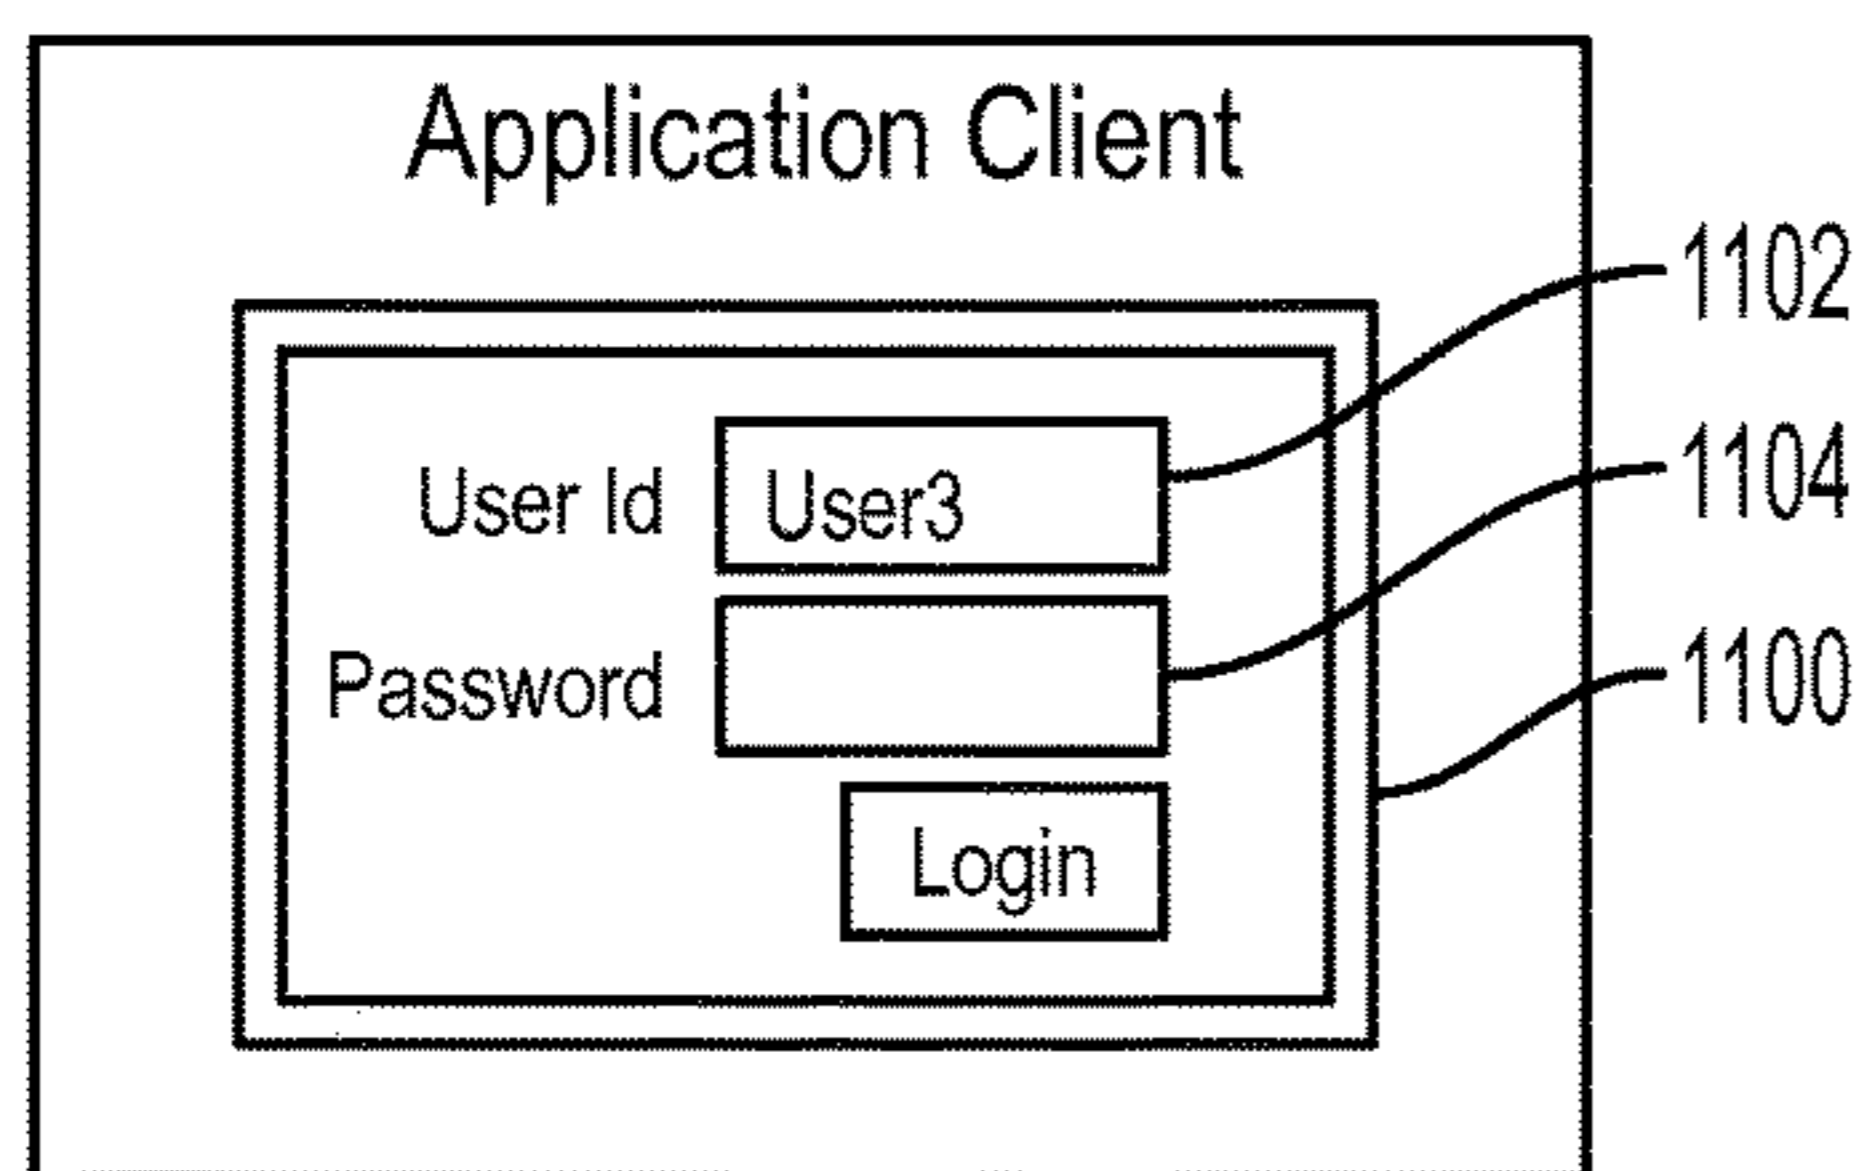 Application Client
1102
User Id User3
1104
Password
1100
Login